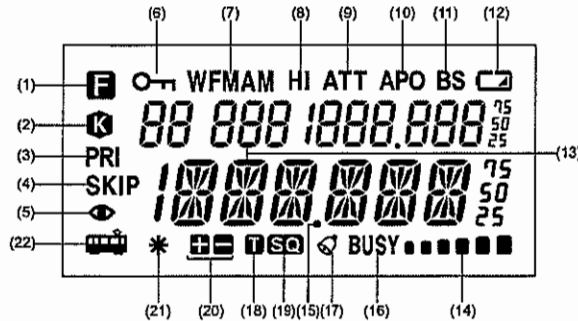 (6) (7) (8) (9) (10) (11) (12)
(1) F WFMAM HI ATT APO BS
(2) K 88 888 1888.888 75 50 25
(3) PRI (13)
(4) SKIP 18 75 50 25
(5)
(22) * + - T SQ BUSY
(21) (20) (18) (19) (15) (17) (16) (14)